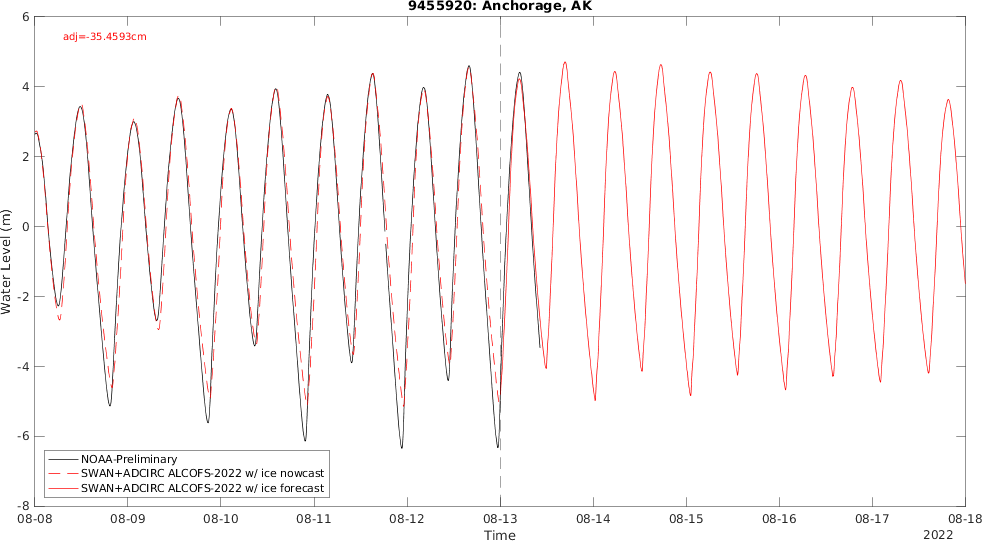 9455920: Anchorage, AK
adj=-35.4593cm
6
4
2
0
-2
-4
-6
-8
Water Level (m)
NOAA-Preliminary
SWAN+ADCIRC ALCOFS-2022 w/ ice nowcast
SWAN+ADCIRC ALCOFS-2022 w/ ice forecast
08-08 08-09 08-10 08-11 08-12 08-13 08-14 08-15 08-16 08-17 08-18
Time
2022